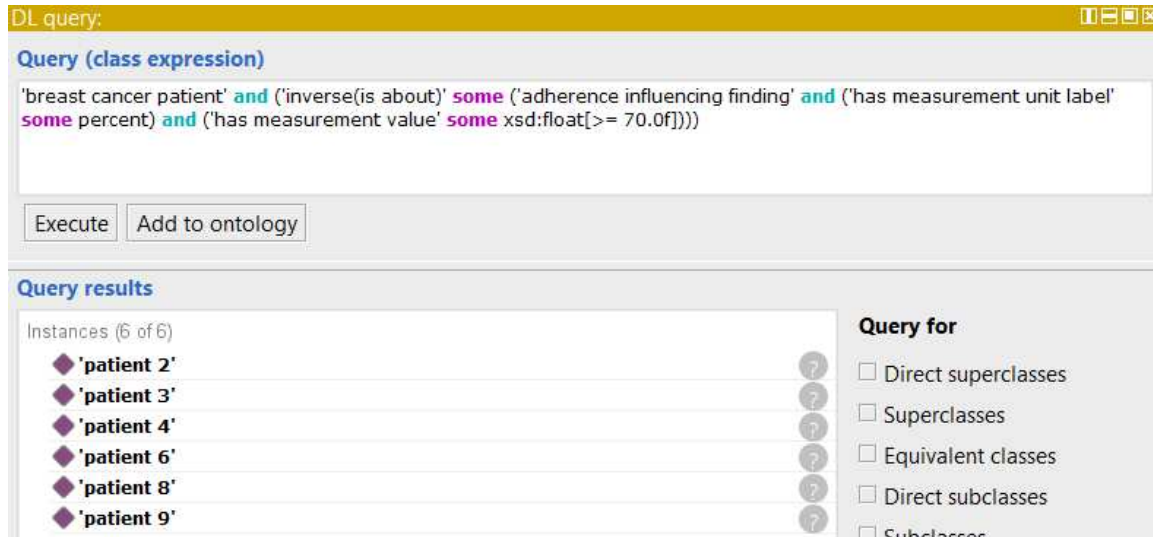 DL query:
Query (class expression)
'breast cancer patient' and ('inverse(is about)' some ('adherence influencing finding' and ('has measurement unit label'
some percent) and ('has measurement value' some xsd:float[>= 70.0f])))
Execute Add to ontology
Query results
Instances (6 of 6)
Query for
'patient 2' ?
Direct superclasses
'patient 3' ?
Superclasses
'patient 4' ?
'patient 6' ?
Equivalent classes
'patient 8' ?
Direct subclasses
'patient 9' ?
Subclasses